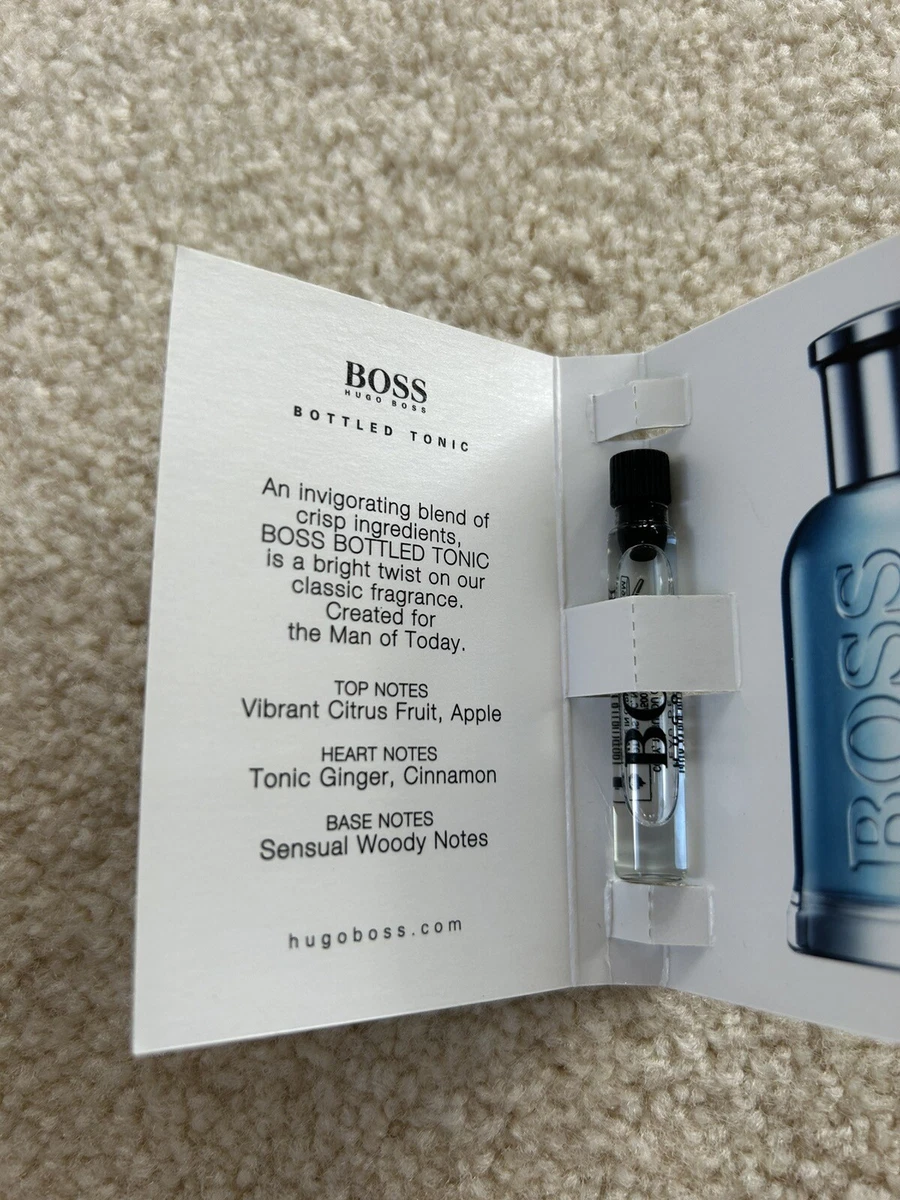 BOSS
HUGO BOSS
BOTTLED TONIC
An invigorating blend of
crisp ingredients,
BOSS BOTTLED TONIC
is a bright twist on our
classic fragrance.
Created for
the Man of Today.
TOP NOTES
Vibrant Citrus Fruit, Apple
HEART NOTES
Tonic Ginger, Cinnamon
BASE NOTES
Sensual Woody Notes
hugoboss.com
BOSS